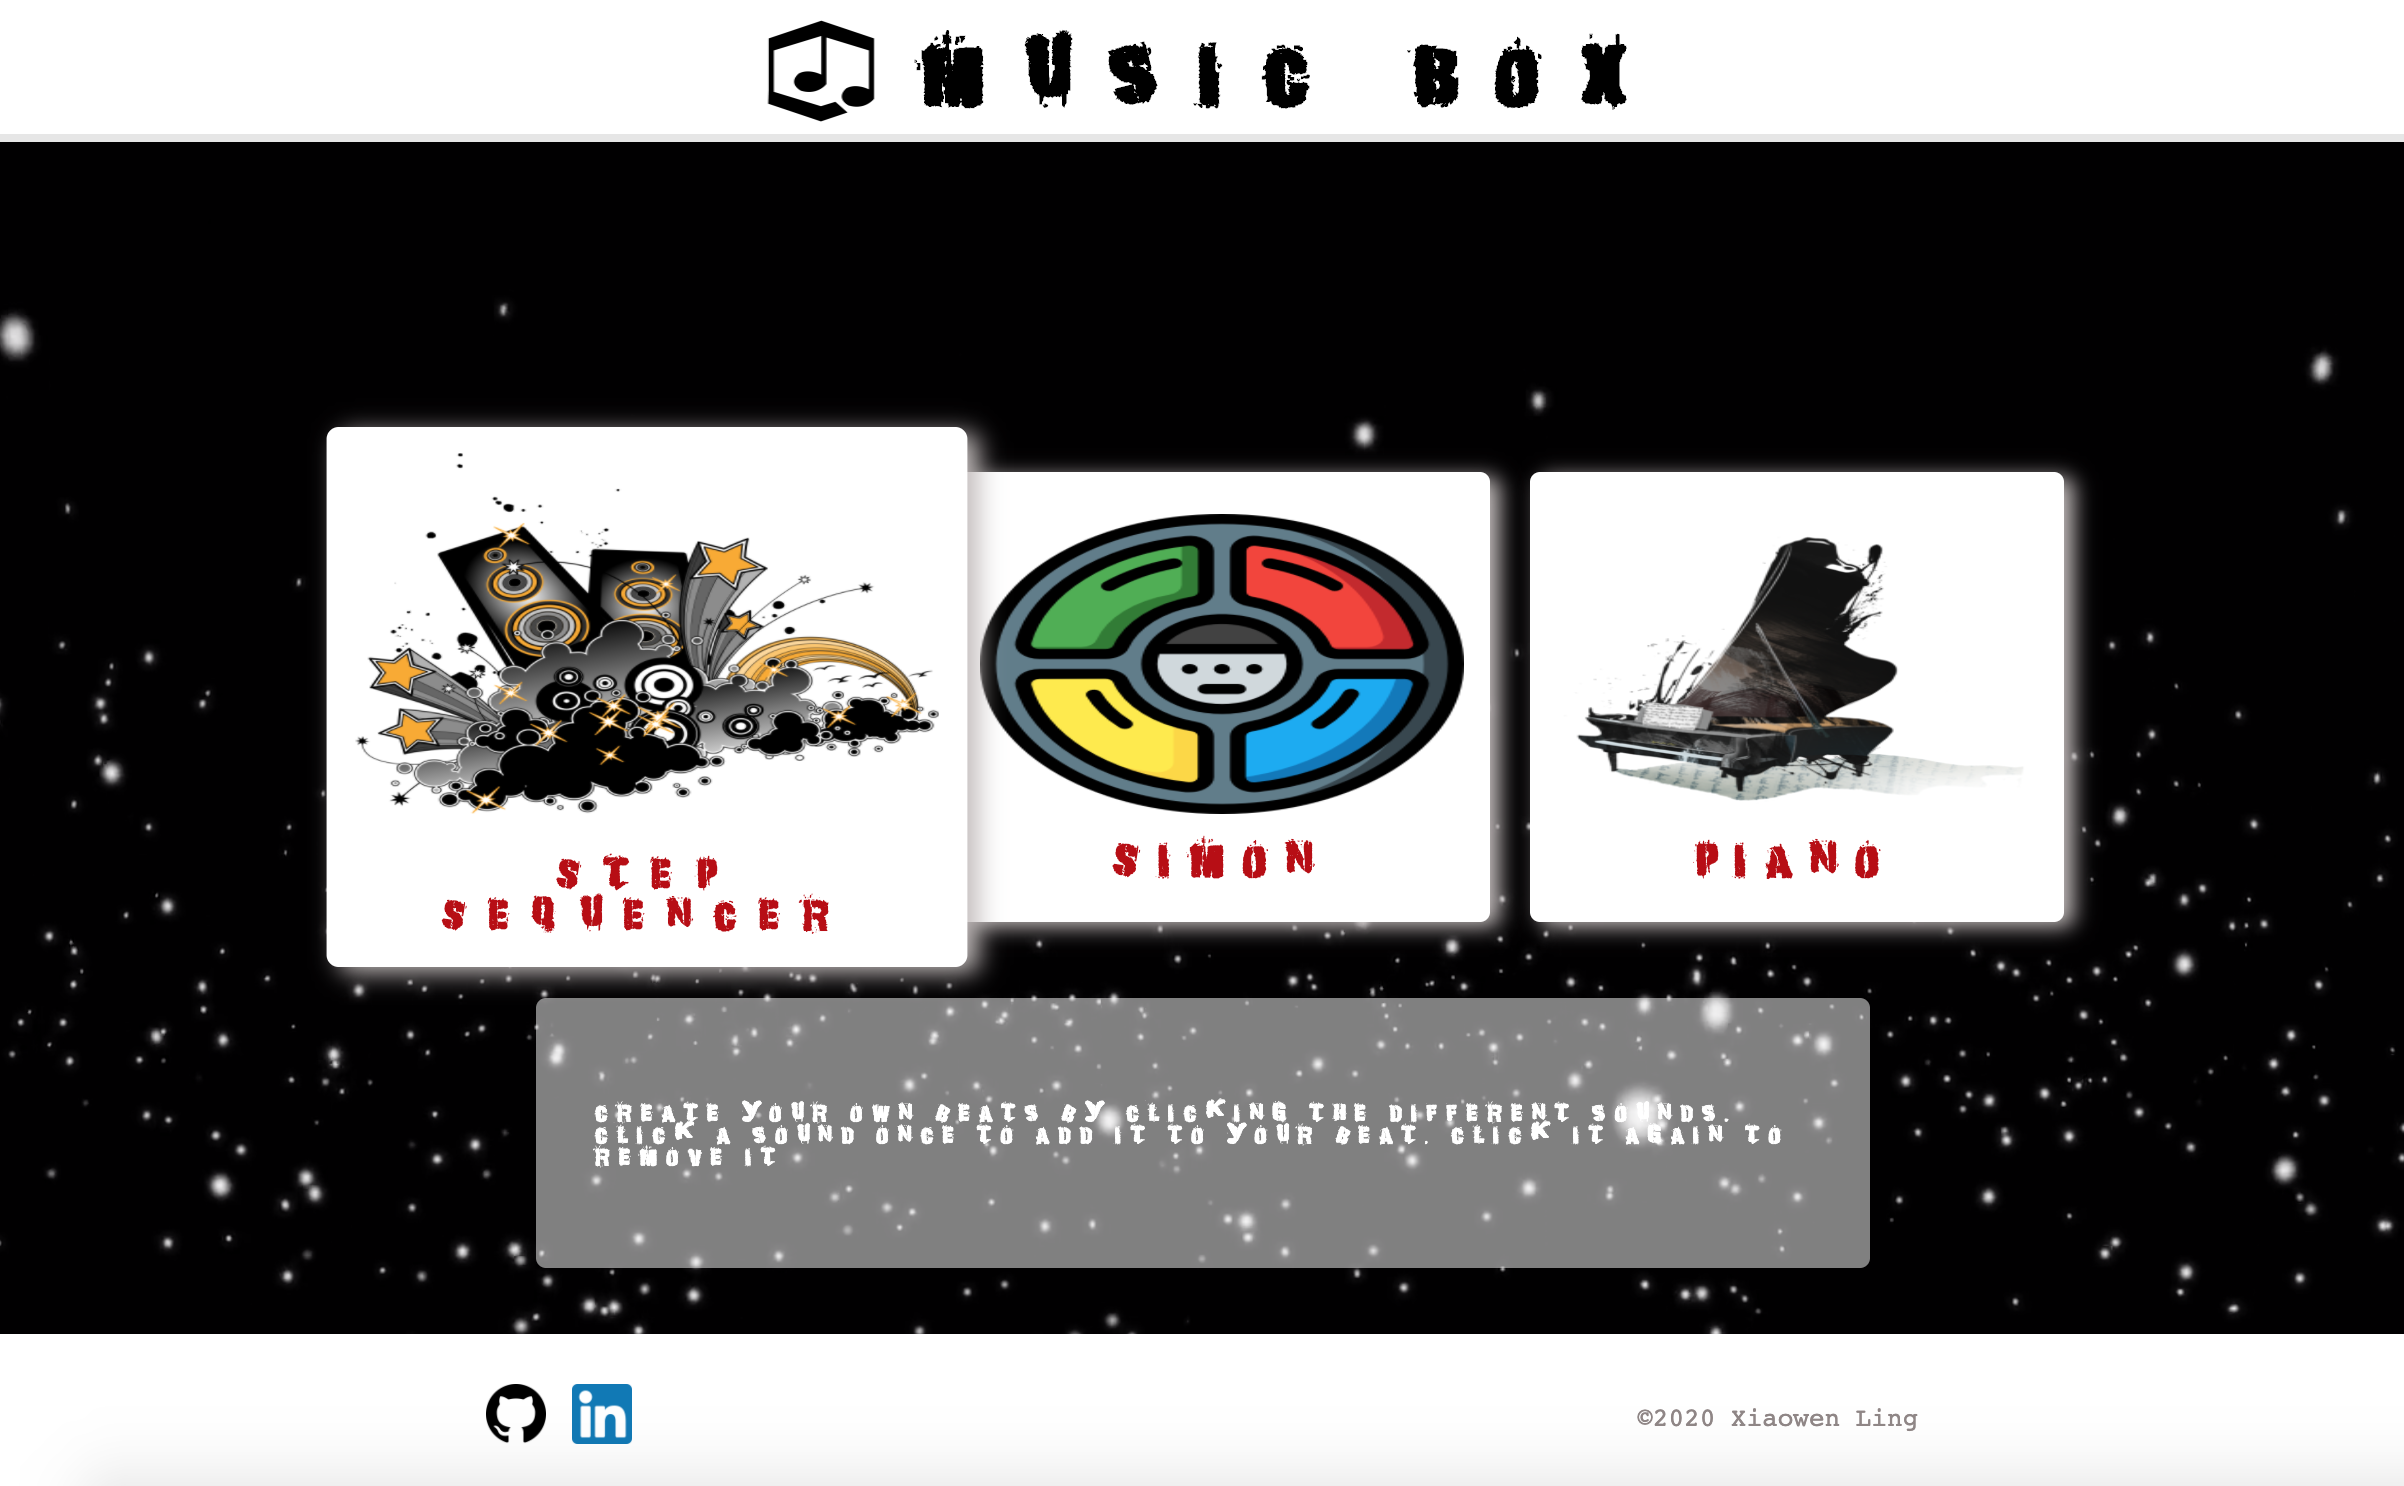 MUSIC BOX
STEP
SEQUENCER
SIMON
PIANO
CREATE YOUR OWN BEATS BY CLICKING THE DIFFERENT SOUNDS.
CLICK A SOUND ONCE TO ADD IT TO YOUR BEAT. CLICK IT AGAIN TO
REMOVE IT
in
©2020 Xiaowen Ling